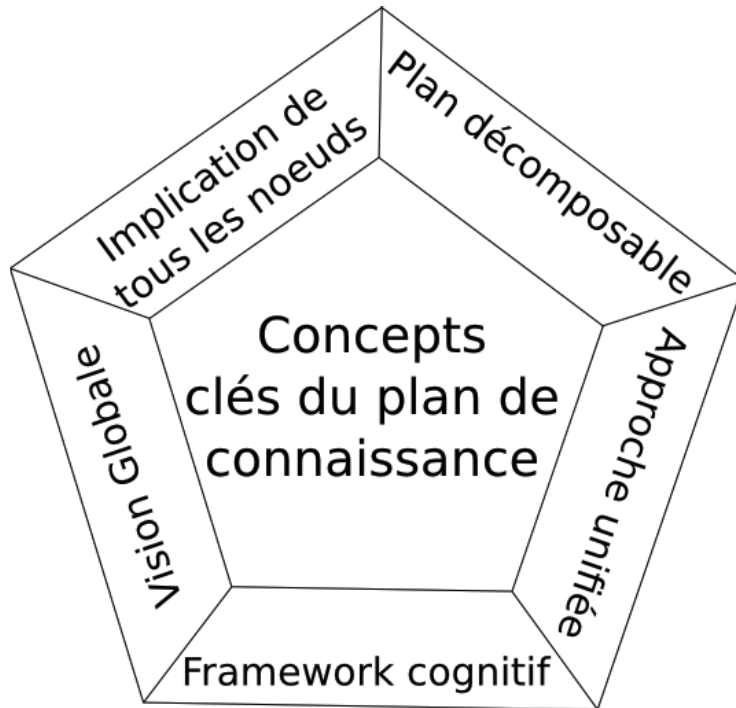 Implication de
tous les noeuds
Plan décomposable
Concepts
clés du plan de
connaissance
Vision Globale
Approche unifiée
Framework cognitif